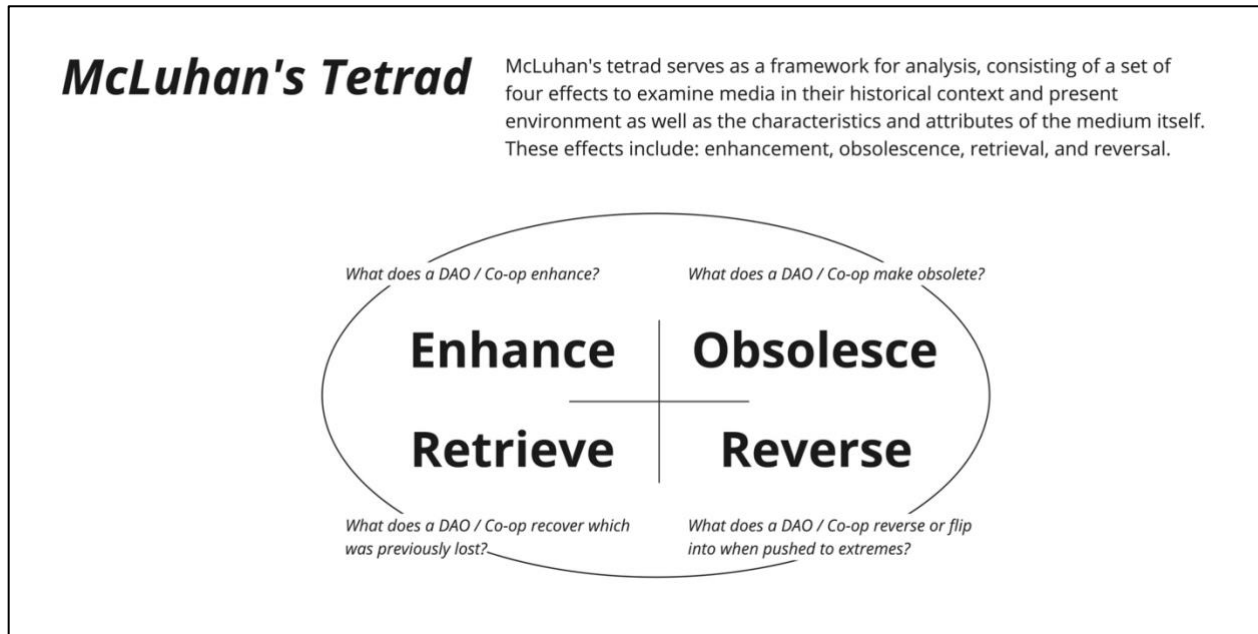 McLuhan's Tetrad
McLuhan's tetrad serves as a framework for analysis, consisting of a set of
four effects to examine media in their historical context and present
environment as well as the characteristics and attributes of the medium itself.
These effects include: enhancement, obsolescence, retrieval, and reversal.
What does a DAO / Co-op enhance?
What does a DAO / Co-op make obsolete?
Enhance
Obsolesce
Retrieve
Reverse
What does a DAO / Co-op recover which
was previously lost?
What does a DAO / Co-op reverse or flip
into when pushed to extremes?